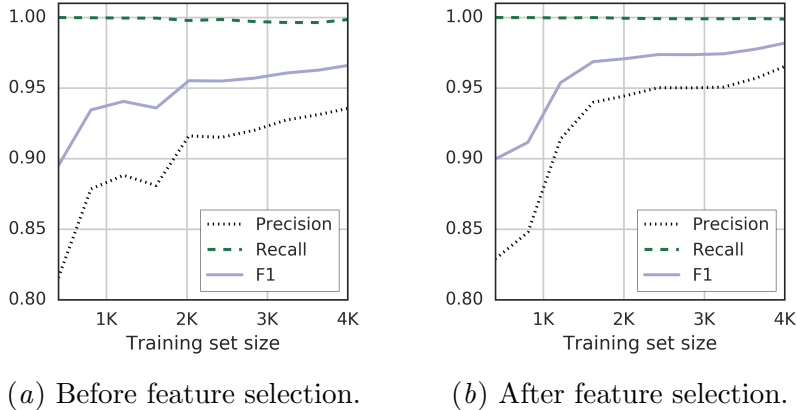 1.00
0.95
0.90
0.85
0.80
Precision
Recall
F1
1K
2K
3K
4K
Training set size
(a) Before feature selection.
1.00
0.95
0.90
0.85
0.80
Precision
Recall
F1
1K
2K
3K
4K
Training set size
(b) After feature selection.